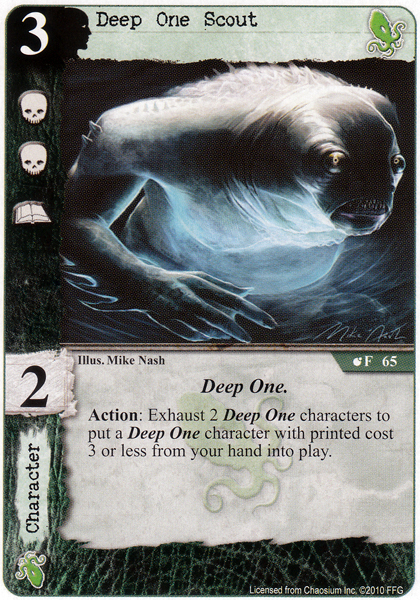 3
Deep One Scout
Mike Nash
Illus. Mike Nash
F 65
2
Deep One.
Action: Exhaust 2 Deep One characters to
put a Deep One character with printed cost
3 or less from your hand into play.
Character
Licensed from Chaosium Inc. ©2010 FFG